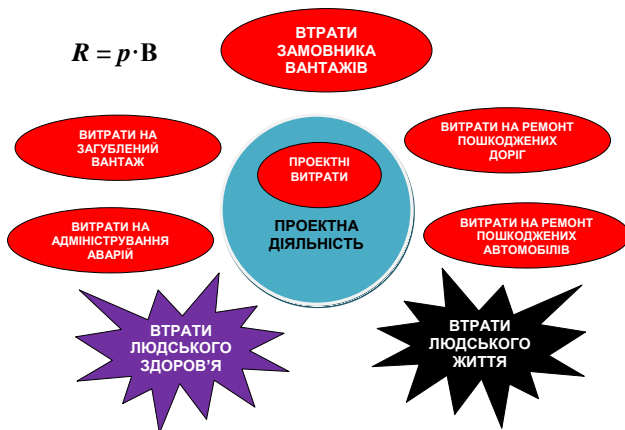 R = p·B
ВТРАТИ
ЗАМОВНИКА
ВАНТАЖІВ
ВИТРАТИ НА
ЗАГУБЛЕНИЙ
ВАНТАЖ
ВИТРАТИ НА РЕМОНТ
ПОШКОДЖЕНИХ
ДОРІГ
ПРОЕКТНІ
ВИТРАТИ
ПРОЕКТНА
ДІЯЛЬНІСТЬ
ВИТРАТИ НА
АДМІНІСТРУВАННЯ
АВАРІЙ
ВИТРАТИ НА РЕМОНТ
ПОШКОДЖЕНИХ
АВТОМОБІЛІВ
ВТРАТИ
ЛЮДСЬКОГО
ЗДОРОВ'Я
ВТРАТИ
ЛЮДСЬКОГО
ЖИТТЯ